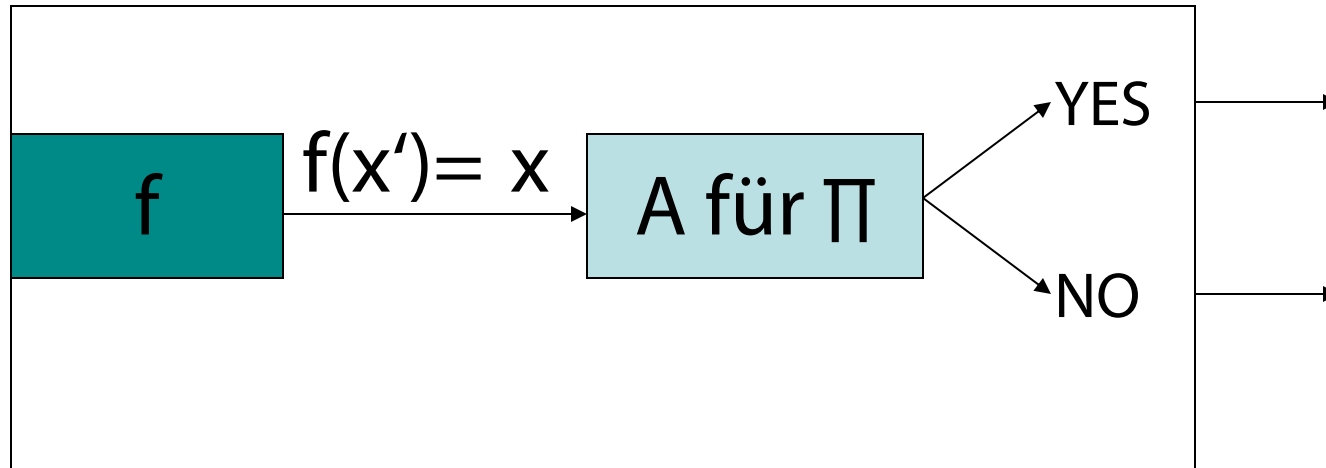 YES
f(x‘)= x
f
A für ∏
NO